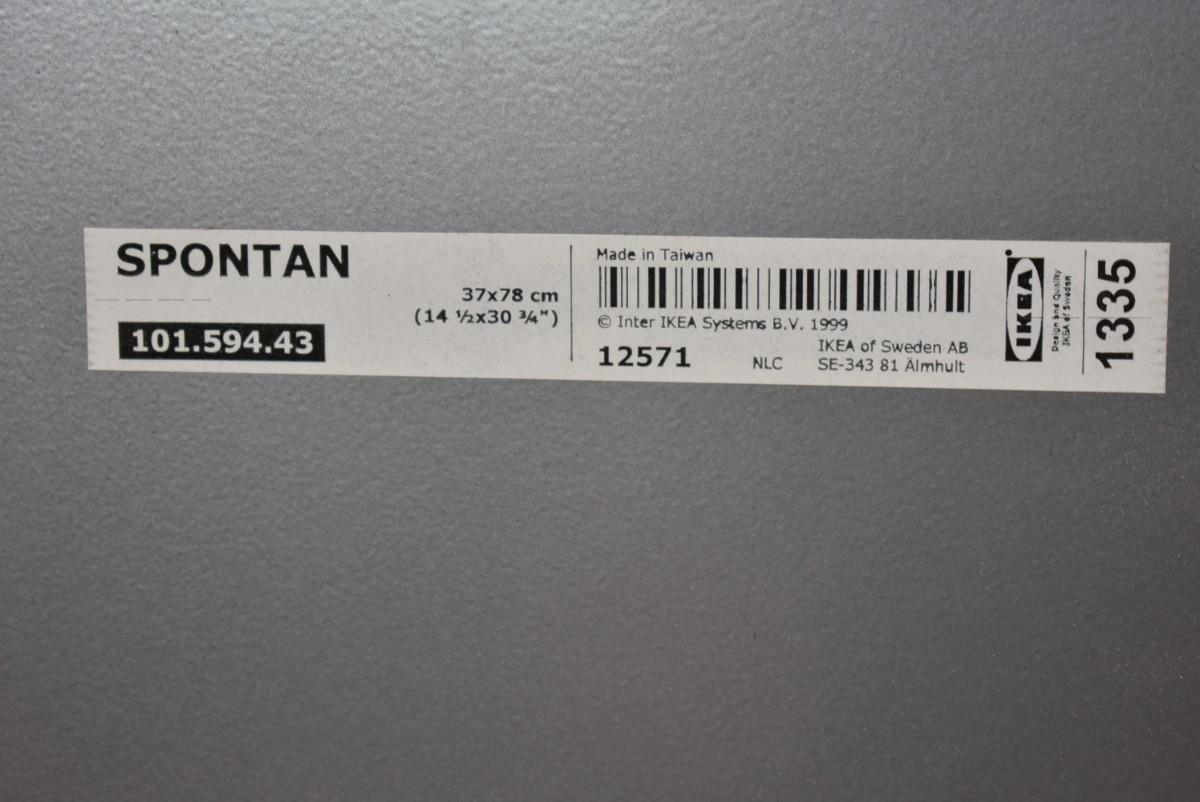 SPONTAN
37x78 cm
(14 ½x30 ¾")
101.594.43
Made in Taiwan
© Inter IKEA Systems B.V. 1999
12571
NLC
IKEA of Sweden AB
SE-343 81 Älmhult
IKEA
Design and Quality
IKEA of Sweden
1335